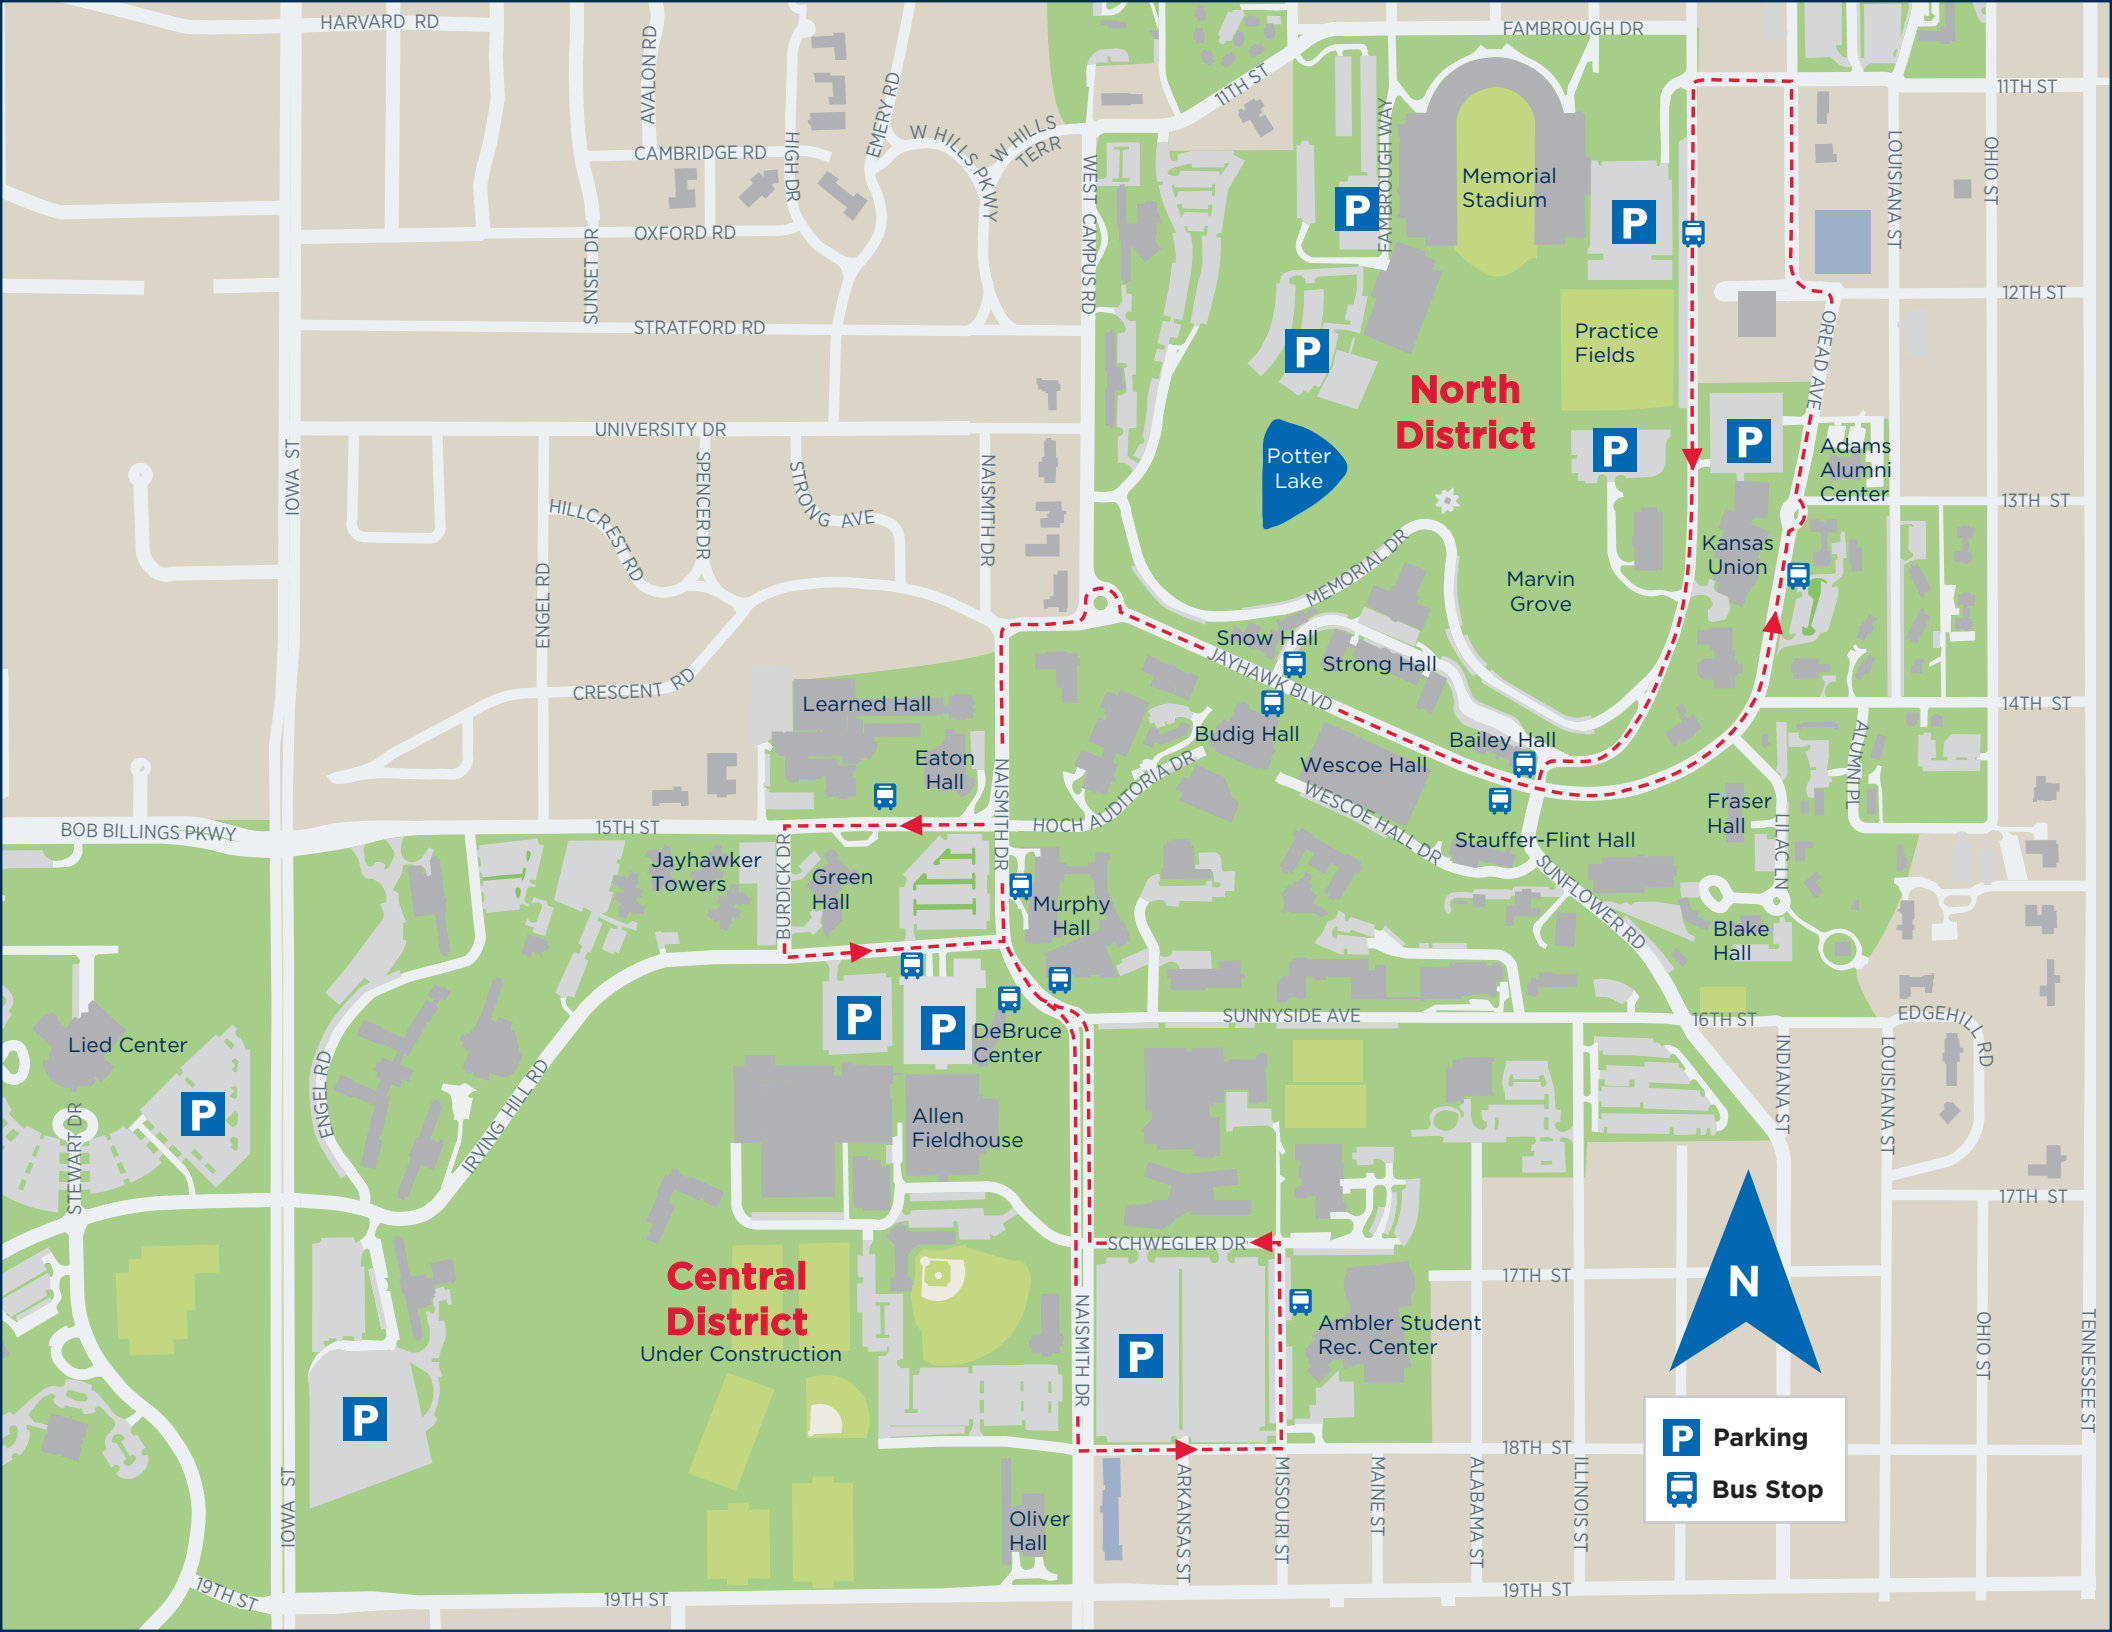 HARVARD RD
AVALON RD
EMERY RD
FAMBROUGH DR
11TH ST
11TH ST
CAMBRIDGE RD
HIGH DR
W HILLS PKWY
W HILLS
TERR
WEST CAMPUS RD
FAMBROUGH WAY
Memorial
Stadium
P
P
LOUISIANA ST
OHIO ST
OXFORD RD
SUNSET DR
STRATFORD RD
12TH ST
OREAD AVE
P
Practice
Fields
North
District
IOWA ST
UNIVERSITY DR
SPENCER DR
STRONG AVE
NAISMITH DR
HILLCREST RD
ENGEL RD
Potter
Lake
P
P
Adams
Alumni
Center
13TH ST
Kansas
Union
MEMORIAL DR
Marvin
Grove
Snow Hall
Strong Hall
JAYHAWK BLVD
CRESCENT RD
Learned Hall
14TH ST
Budig Hall
Bailey Hall
Eaton
Hall
Wescoe Hall
ALUMNI PL
NAISMITH DR
HOCH AUDITORIA DR
WESCOE HALL DR
Fraser
Hall
BOB BILLINGS PKWY
15TH ST
Stauffer-Flint Hall
LILAC LN
Jayhawker
Towers
BURDICK DR
Green
Hall
Murphy
Hall
SUNFLOWER RD
Blake
Hall
P
P
DeBruce
Center
SUNNYSIDE AVE
16TH ST
EDGEHILL RD
Lied Center
P
ENGEL RD
IRVING HILL RD
STEWART DR
Allen
Fieldhouse
INDIANA ST
LOUISIANA ST
17TH ST
SCHWEGLER DR
17TH ST
N
Central
District
Under Construction
NAISMITH DR
P
Ambler Student
Rec. Center
OHIO ST
TENNESSEE ST
P
P Parking
Bus Stop
18TH ST
IOWA ST
Oliver
Hall
ARKANSAS ST
MISSOURI ST
MAINE ST
ALABAMA ST
ILLINOIS ST
19TH ST
19TH ST
19TH ST